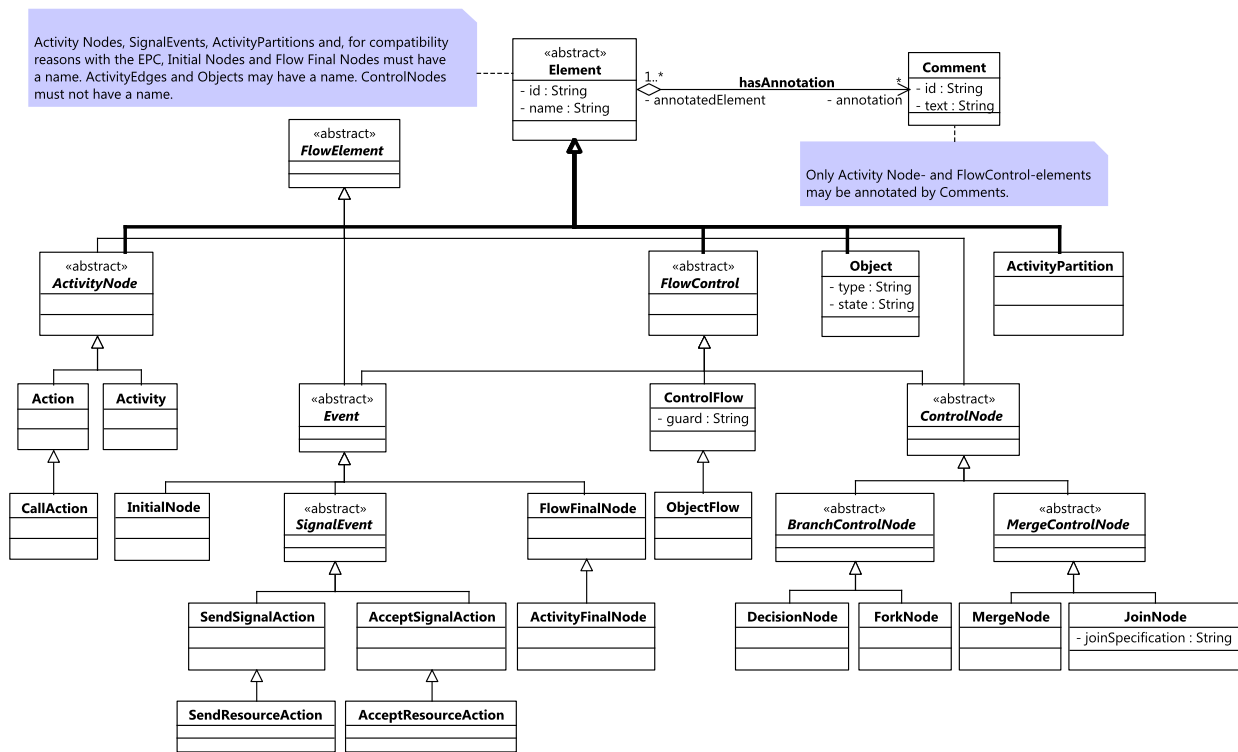 Activity Nodes, SignalEvents, ActivityPartitions and, for compatibility
reasons with the EPC, Initial Nodes and Flow Final Nodes must have
a name. ActivityEdges and Objects may have a name. ControlNodes
must not have a name.
«abstract»
Element
- id : String
- name : String
1..*
- annotatedElement
hasAnnotation
*
- annotation
Comment
- id : String
- text : String
Only Activity Node- and FlowControl-elements
may be annotated by Comments.
«abstract»
FlowElement
«abstract»
ActivityNode
«abstract»
FlowControl
Object
- type : String
- state : String
ActivityPartition
Action
Activity
«abstract»
Event
ControlFlow
- guard : String
«abstract»
ControlNode
CallAction
InitialNode
«abstract»
SignalEvent
FlowFinalNode
ObjectFlow
«abstract»
BranchControlNode
«abstract»
MergeControlNode
SendSignalAction
AcceptSignalAction
ActivityFinalNode
DecisionNode
ForkNode
MergeNode
JoinNode
- joinSpecification : String
SendResourceAction
AcceptResourceAction